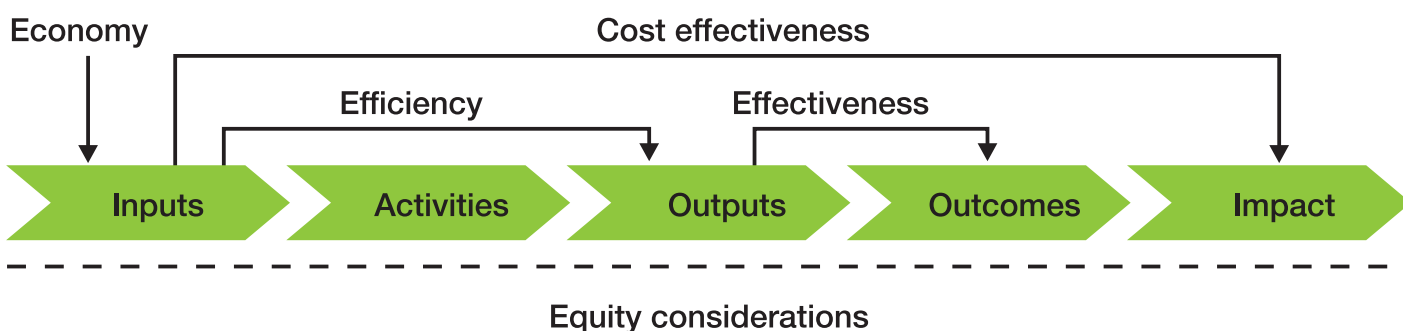 Economy
Cost effectiveness
Efficiency
Effectiveness
Inputs
Activities
Outputs
Outcomes
Impact
Equity considerations